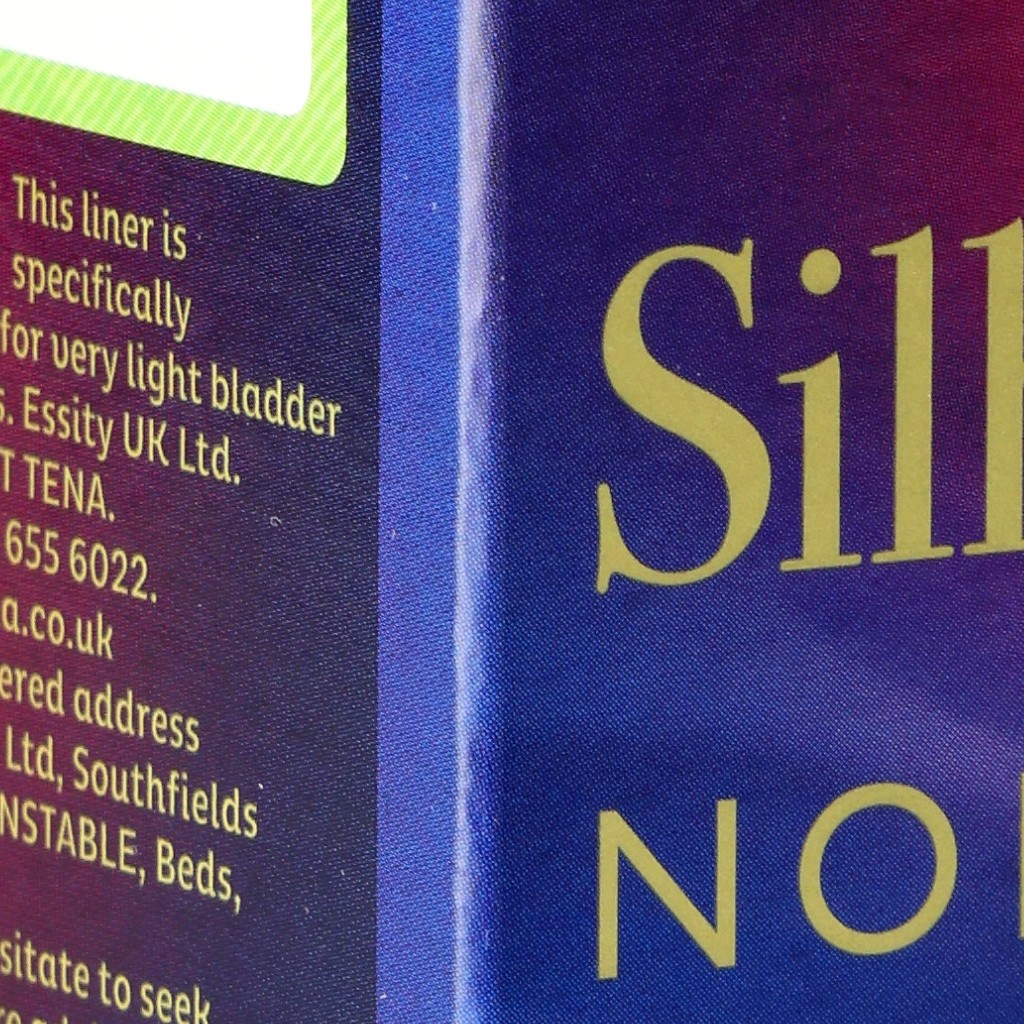 This liner is
specifically
for very light bladder
s. Essity UK Ltd.
T TENA.
655 6022.
a.co.uk
ered address
Ltd, Southfields
NSTABLE, Beds,
sitate to seek
Sil
NO